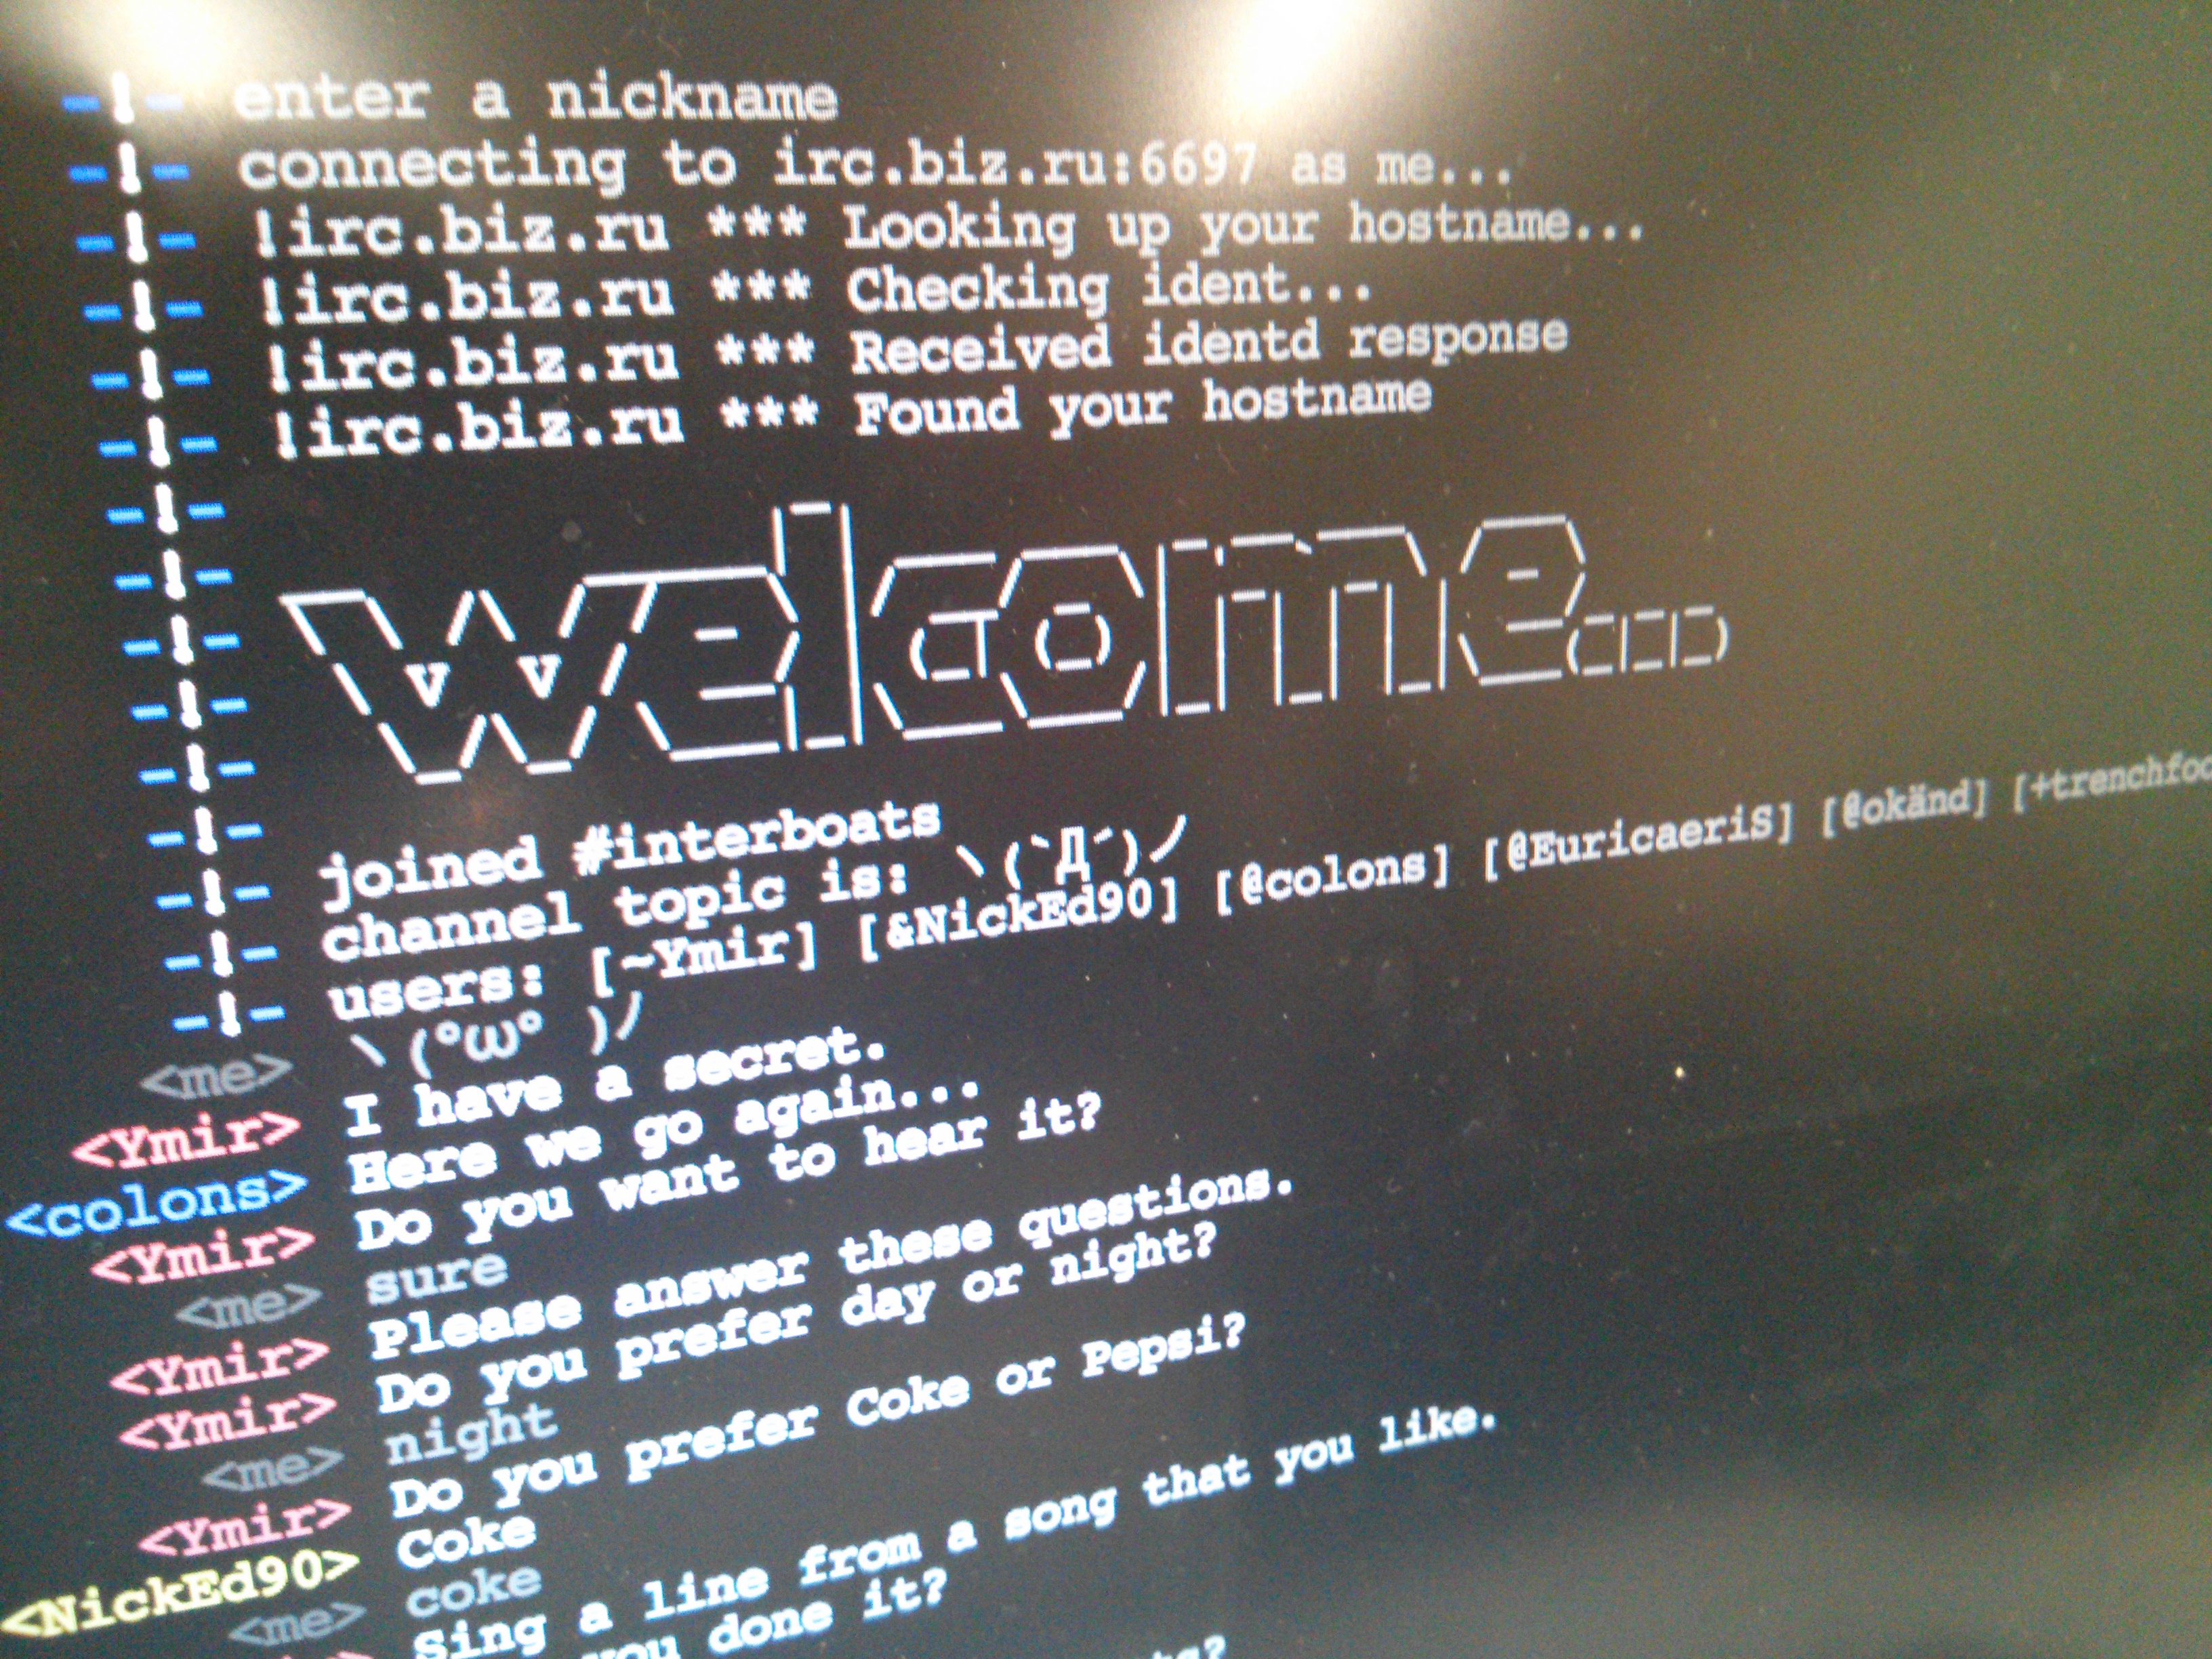 -!- enter a nickname
-!- connecting to irc.biz.ru:6697 as me...
-!- !irc.biz.ru *** Looking up your hostname...
-!- !irc.biz.ru *** Checking ident...
-!- !irc.biz.ru *** Received identd response
-!- !irc.biz.ru *** Found your hostname
-!-
-!-
-!- welcome...
-!-
-!-
-!-
-!- joined #interboats
-!- channel topic is: ヽ(`Д´)ノ
-!- users: [~Ymir] [&NickEd90] [@colons] [@EuricaeriS] [@okänd] [+trenchfoo
<me> ヽ(°ω° )ノ
<Ymir> I have a secret.
<colons> Here we go again...
<Ymir> Do you want to hear it?
<me> sure
<Ymir> Please answer these questions.
<Ymir> Do you prefer day or night?
<me> night
<Ymir> Do you prefer Coke or Pepsi?
<NickEd90> Coke
<me> coke
Sing a line from a song that you like.
you done it?